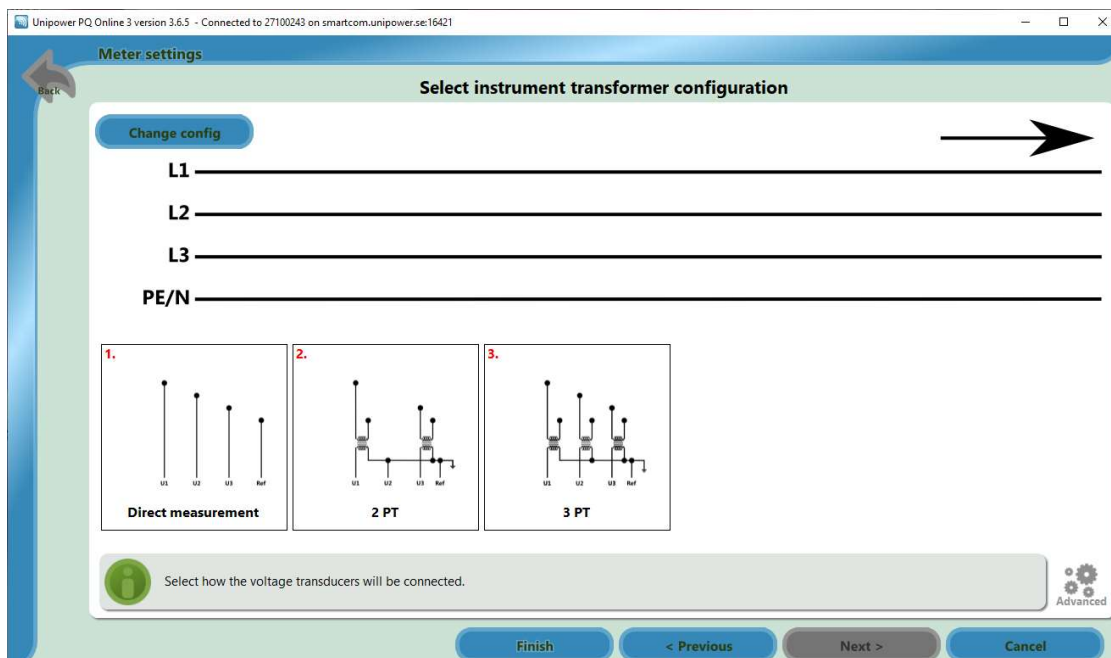 Unipower PQ Online 3 version 3.6.5 - Connected to 27100243 on smartcom.unipower.se:16421
Meter settings
Back
Select instrument transformer configuration
Change config
L1
L2
L3
PE/N
1.
U1 U2 U3 Ref
Direct measurement
2.
U1 U2 U3 Ref
2 PT
3.
U1 U2 U3 Ref
3 PT
Select how the voltage transducers will be connected.
Advanced
Finish
< Previous
Next >
Cancel